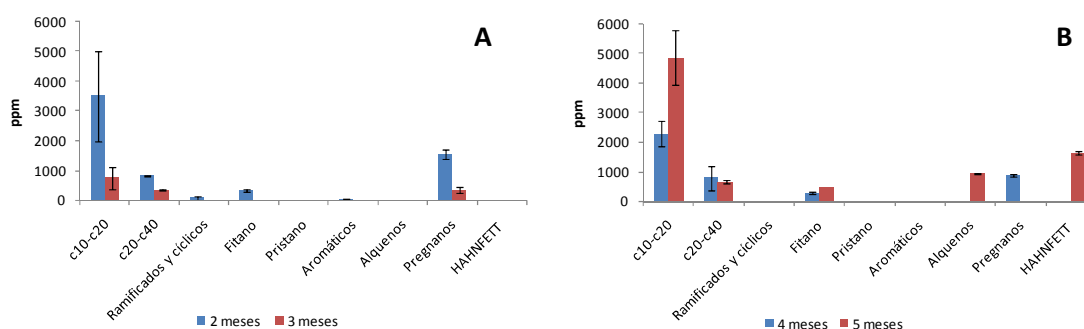 A
6000
5000
4000
3000
2000
1000
0
ppm
c10-c20
c20-c40
Ramificados y cíclicos
Fitano
Pristano
Aromáticos
Alquenos
Pregnanos
HAHNFETT
2 meses
3 meses
B
6000
5000
4000
3000
2000
1000
0
ppm
c10-c20
c20-c40
Ramificados y cíclicos
Fitano
Pristano
Aromáticos
Alquenos
Pregnanos
HAHNFETT
4 meses
5 meses